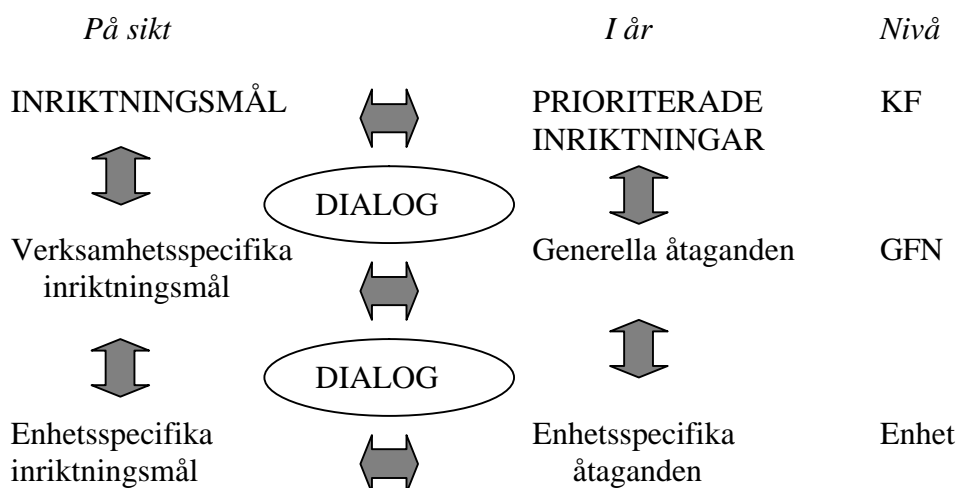 På sikt I år Nivå
INRIKTNINGSMÅL PRIORITERADE KF
INRIKTNINGAR
DIALOG
Verksamhetsspecifika Generella åtaganden GFN
inriktningsmål
DIALOG
Enhetsspecifika Enhetsspecifika Enhet
inriktningsmål åtaganden